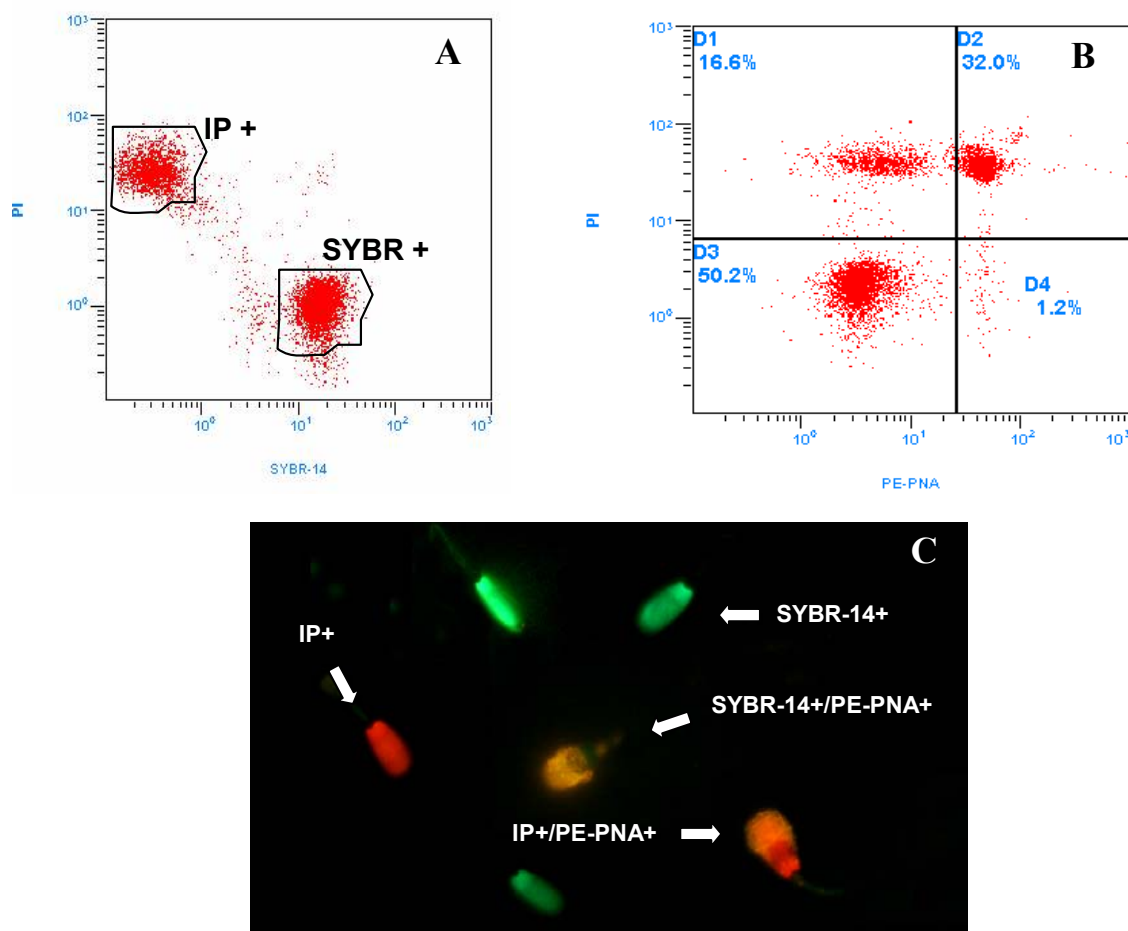 A
10³
10²
10¹
10⁰
PI
IP +
SYBR +
10⁰ 10¹ 10² 10³
SYBR-14
B
10³
10²
10¹
10⁰
PI
D1
16.6%
D2
32.0%
D3
50.2%
D4
1.2%
10⁰ 10¹ 10² 10
PE-PNA
C
SYBR-14+
IP+
SYBR-14+/PE-PNA+
IP+/PE-PNA+